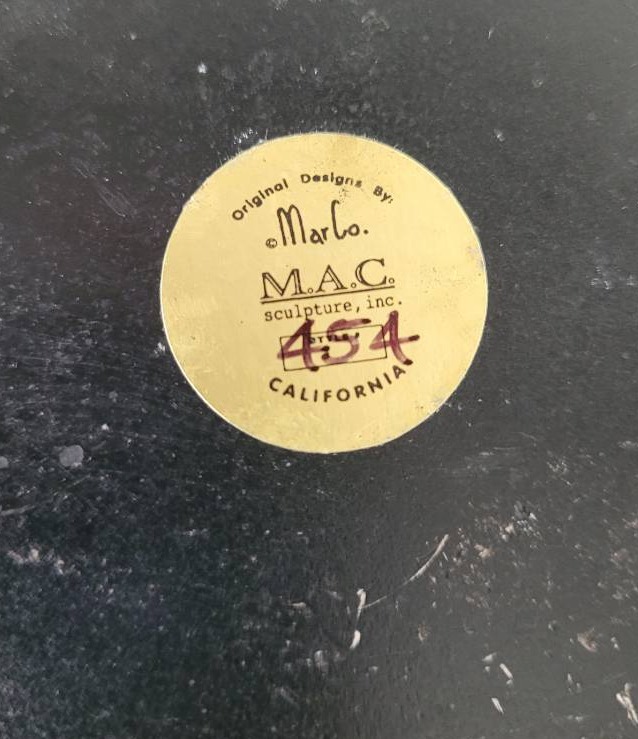 Original Designs By:
© MarCo.
M.A.C.
sculpture, inc.
STYLE #
454
CALIFORNIA